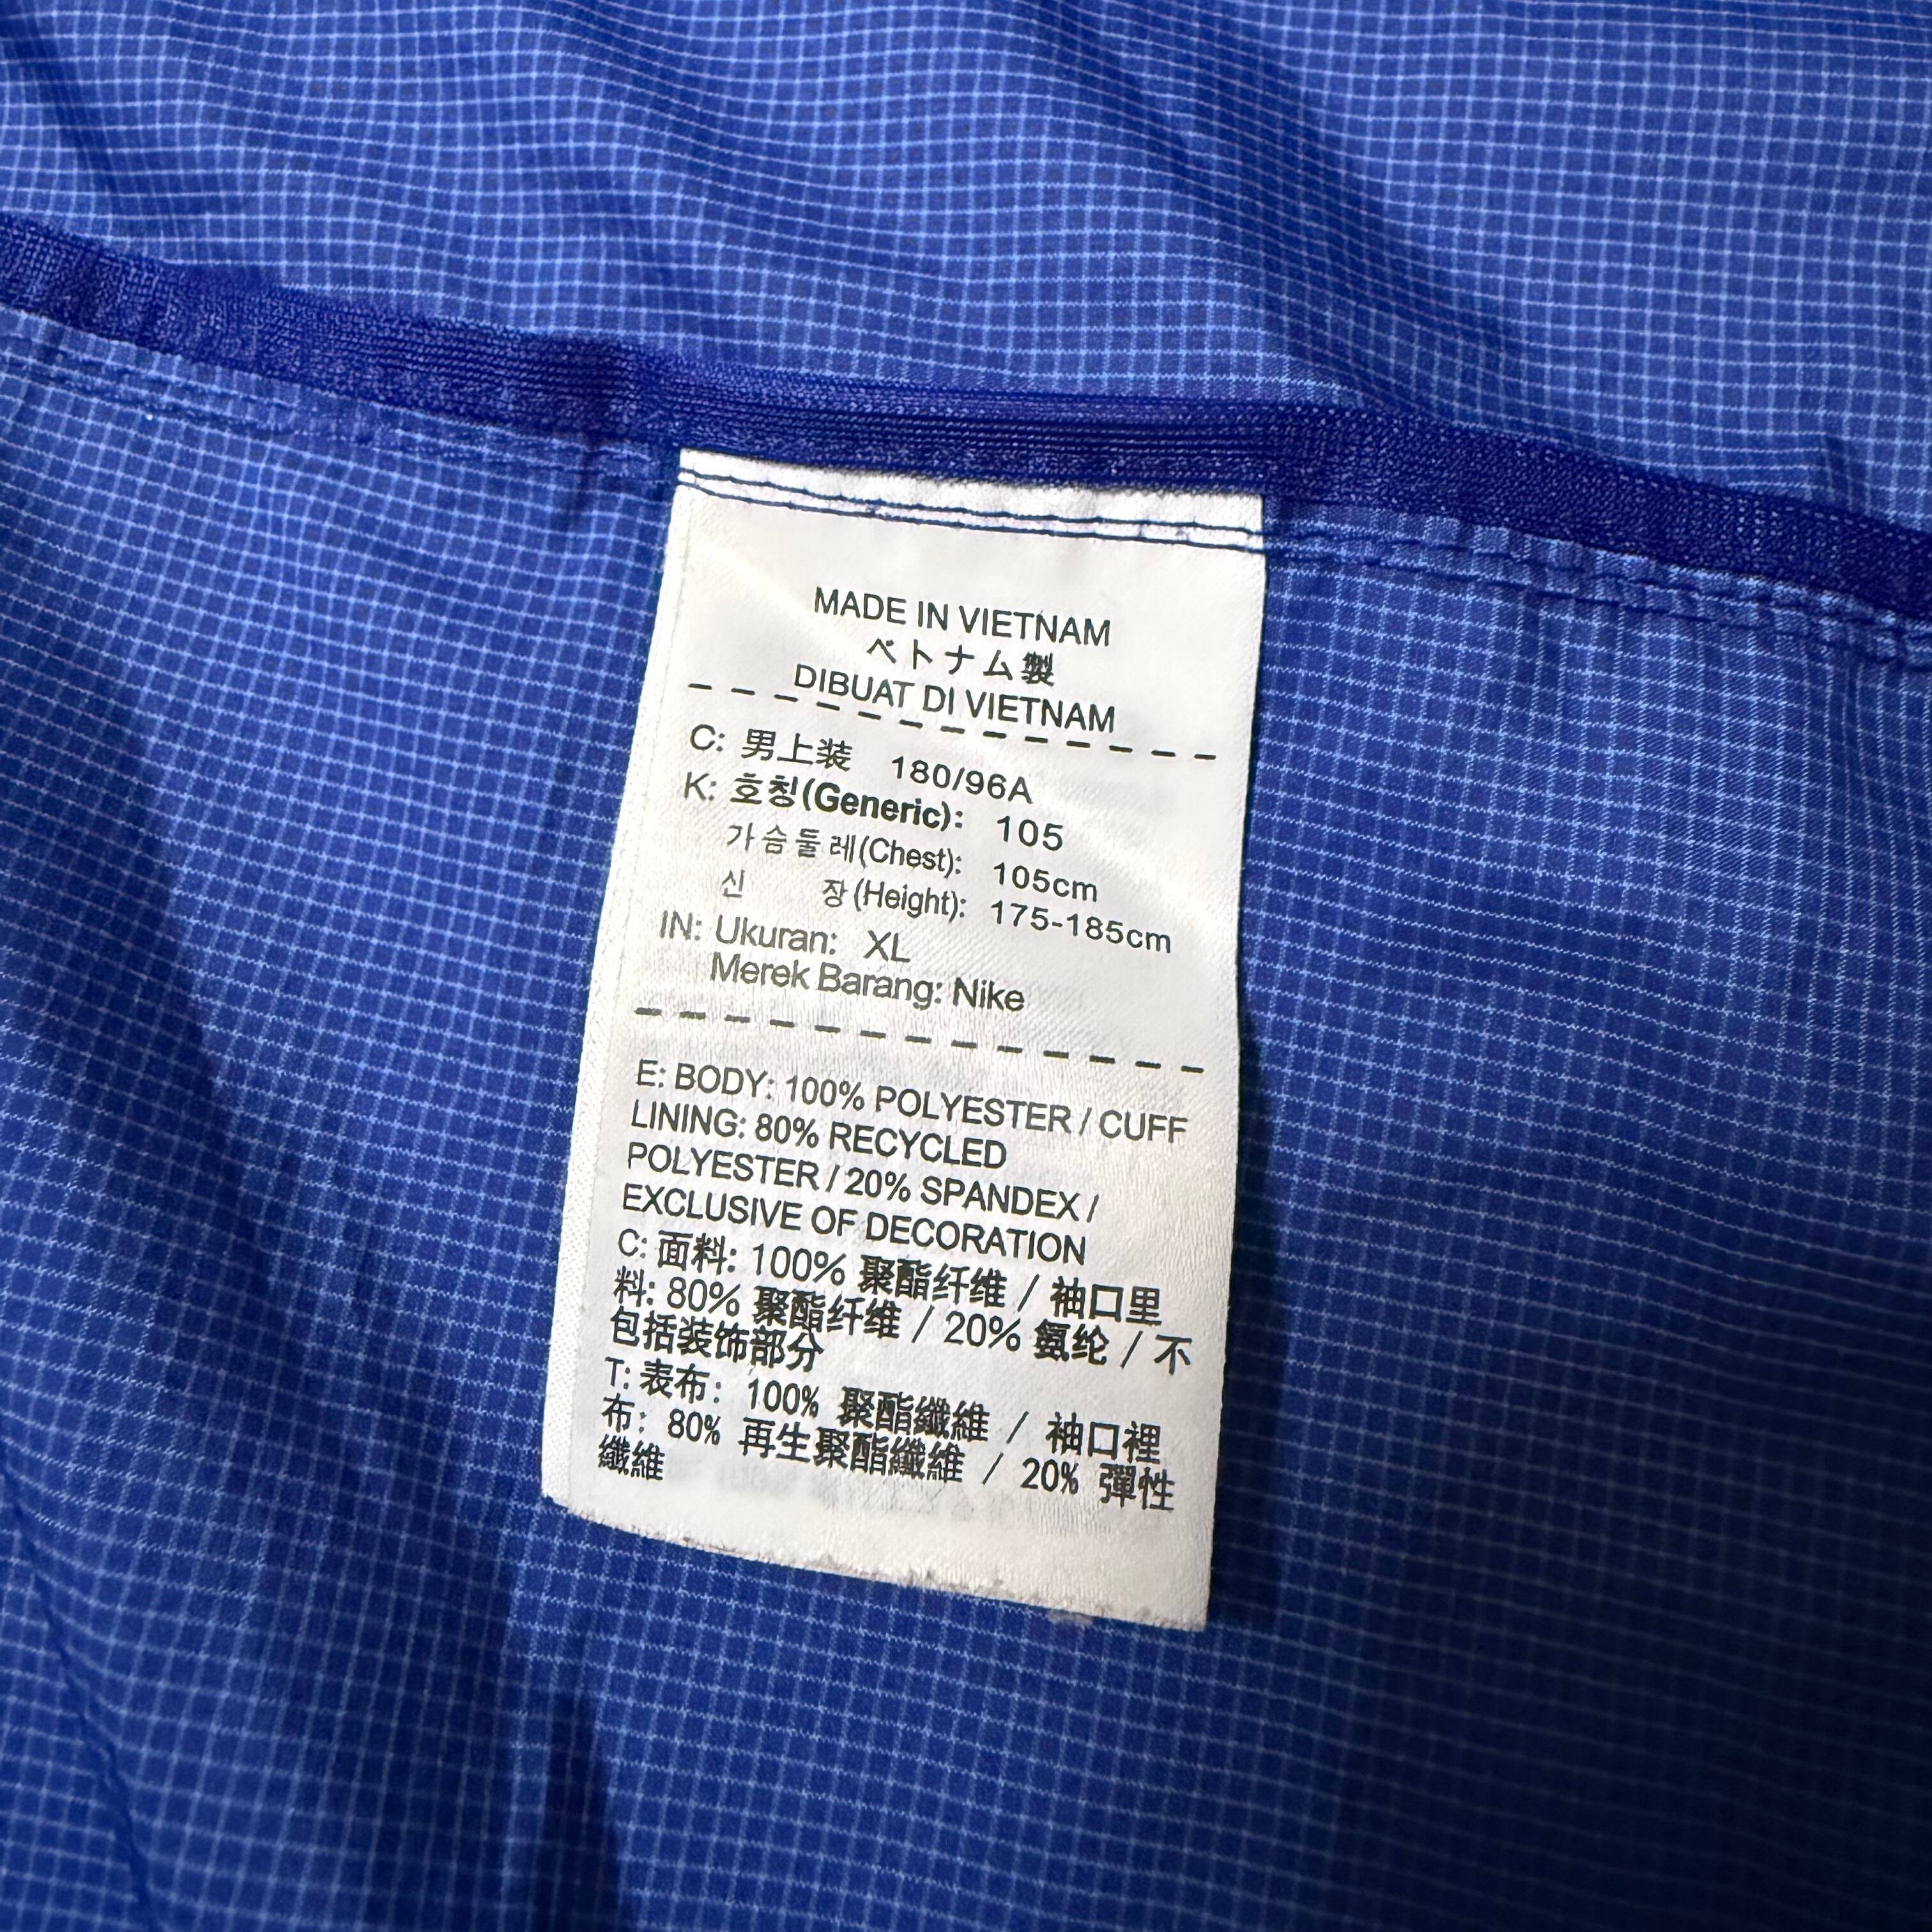 MADE IN VIETNAM
ベトナム製
DIBUAT DI VIETNAM
C: 男上装 180/96A
K: 호칭(Generic): 105
가슴둘레(Chest): 105cm
신 장(Height): 175-185cm
IN: Ukuran: XL
Merek Barang: Nike
E: BODY: 100% POLYESTER / CUFF
LINING: 80% RECYCLED
POLYESTER / 20% SPANDEX /
EXCLUSIVE OF DECORATION
C: 面料: 100% 聚酯纤维 / 袖口里
料: 80% 聚酯纤维 / 20% 氨纶 / 不
包括装饰部分
T: 表布: 100% 聚酯纖維 / 袖口裡
布: 80% 再生聚酯纖維 / 20% 彈性
纖維